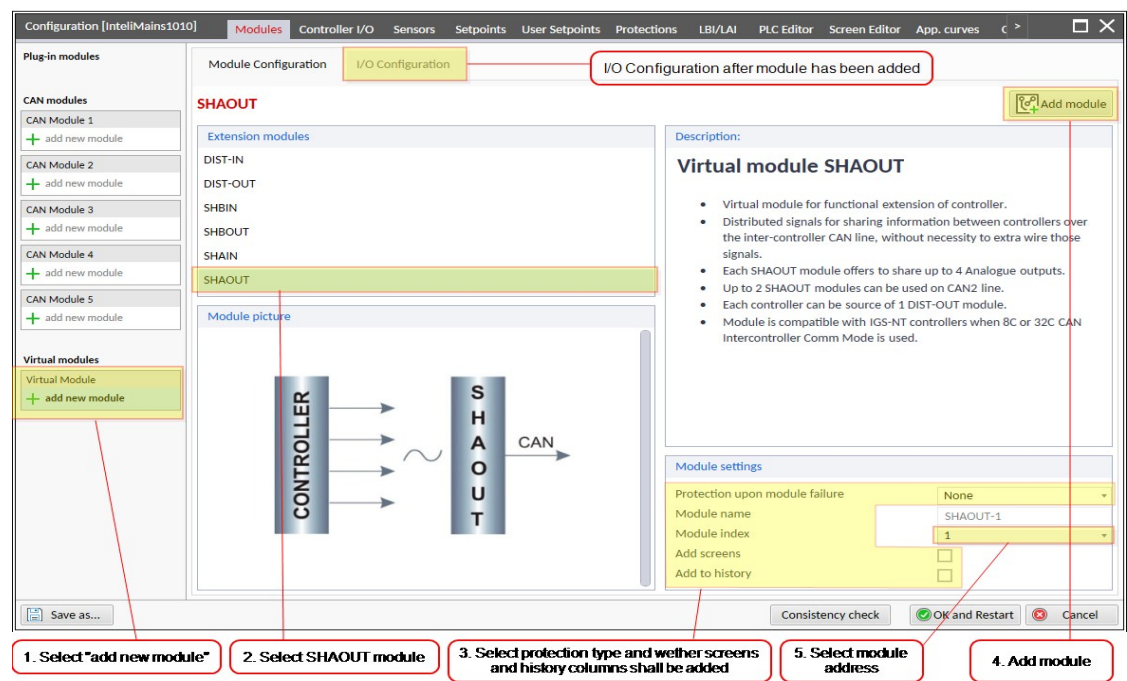 Configuration [InteliMains1010]
Modules Controller I/O Sensors Setpoints User Setpoints Protections LBI/LAI PLC Editor Screen Editor App. curves >
Plug-in modules
CAN modules
CAN Module 1
add new module
CAN Module 2
add new module
CAN Module 3
add new module
CAN Module 4
add new module
CAN Module 5
add new module
Virtual modules
Virtual Module
add new module
Module Configuration I/O Configuration
I/O Configuration after module has been added
SHAOUT
Add module
Extension modules
DIST-IN
DIST-OUT
SHBIN
SHBOUT
SHAIN
SHAOUT
Module picture
CONTROLLER
SHAOUT
CAN
Description:
Virtual module SHAOUT
• Virtual module for functional extension of controller.
• Distributed signals for sharing information between controllers over
the inter-controller CAN line, without necessity to extra wire those
signals.
• Each SHAOUT module offers to share up to 4 Analogue outputs.
• Up to 2 SHAOUT modules can be used on CAN2 line.
• Each controller can be source of 1 DIST-OUT module.
• Module is compatible with IGS-NT controllers when 8C or 32C CAN
Intercontroller Comm Mode is used.
Module settings
Protection upon module failure None
Module name SHAOUT-1
Module index 1
Add screens
Add to history
Save as...
Consistency check
OK and Restart
Cancel
1. Select "add new module"
2. Select SHAOUT module
3. Select protection type and wether screens
and hiskory columns shall be added
5. Select module
address
4. Add module